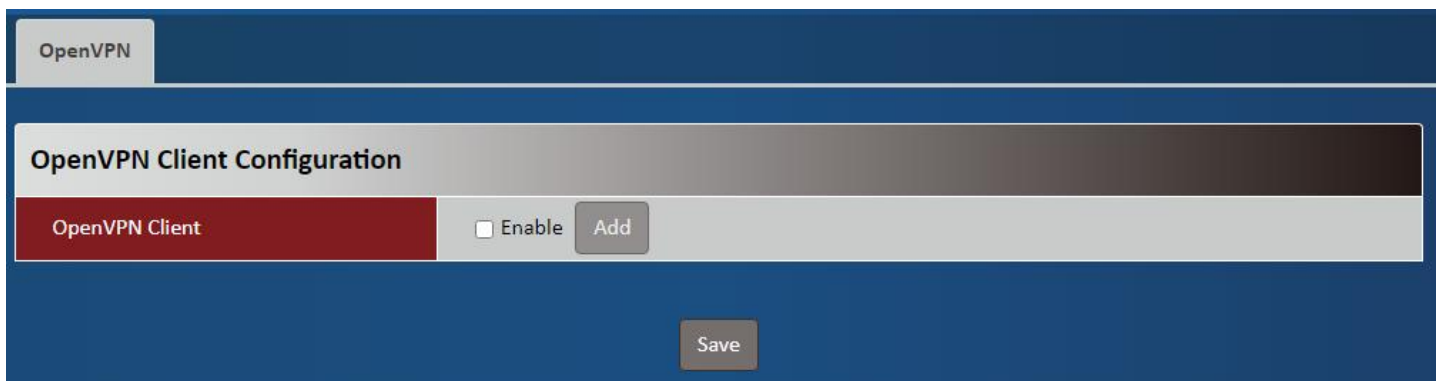 OpenVPN
OpenVPN Client Configuration
OpenVPN Client
Enable Add
Save